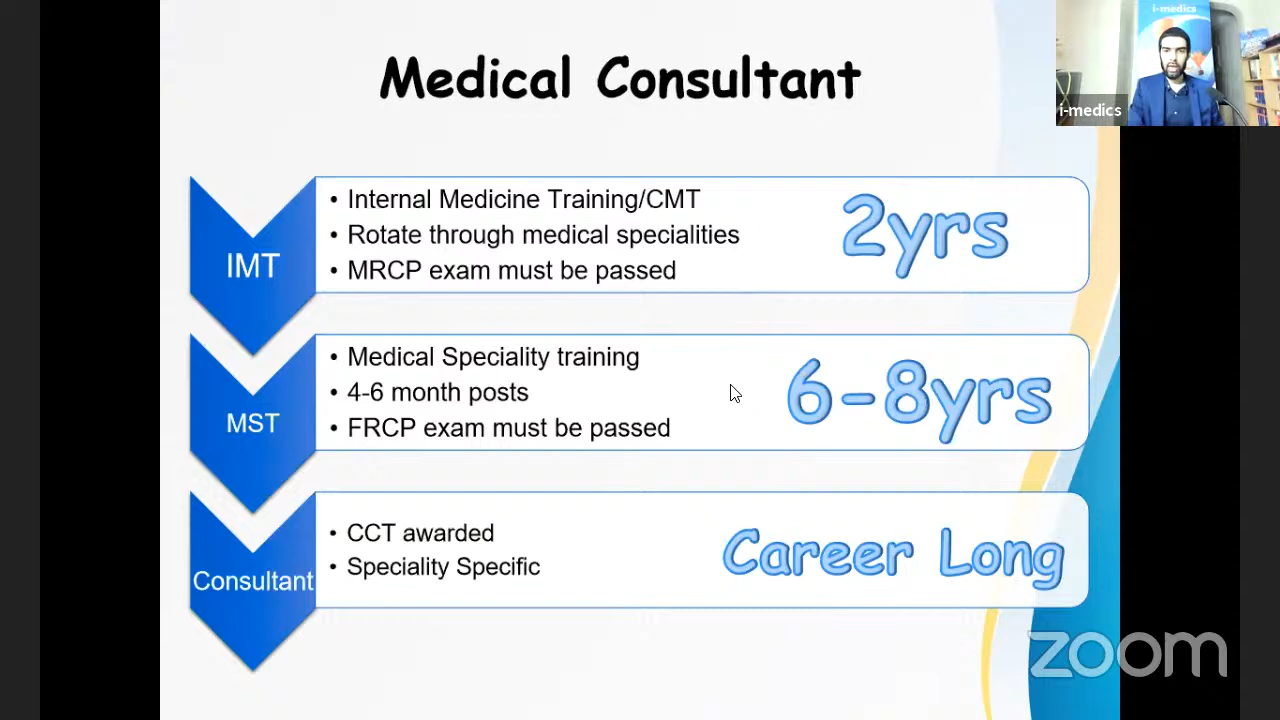 Medical Consultant
i-medics
i-medics
IMT
• Internal Medicine Training/CMT
• Rotate through medical specialities
• MRCP exam must be passed
2yrs
MST
• Medical Speciality training
• 4-6 month posts
• FRCP exam must be passed
6-8yrs
Consultant
• CCT awarded
• Speciality Specific
Career Long
zoom